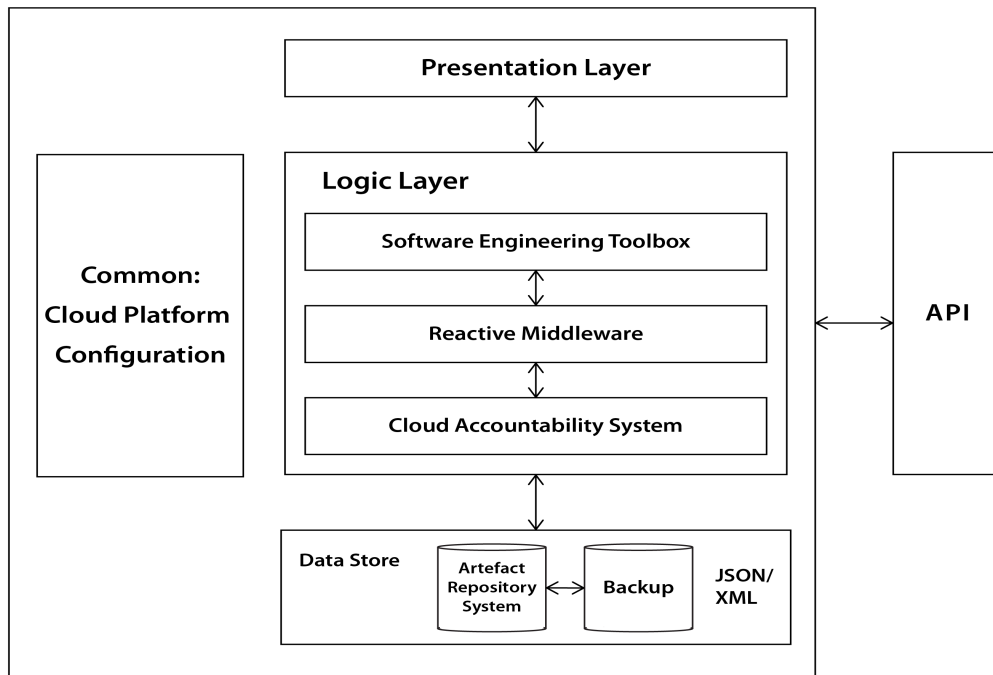 Presentation Layer
Logic Layer
Software Engineering Toolbox
Reactive Middleware
Cloud Accountability System
Common:
Cloud Platform
Configuration
API
Data Store
Artefact
Repository
System
Backup
JSON/
XML